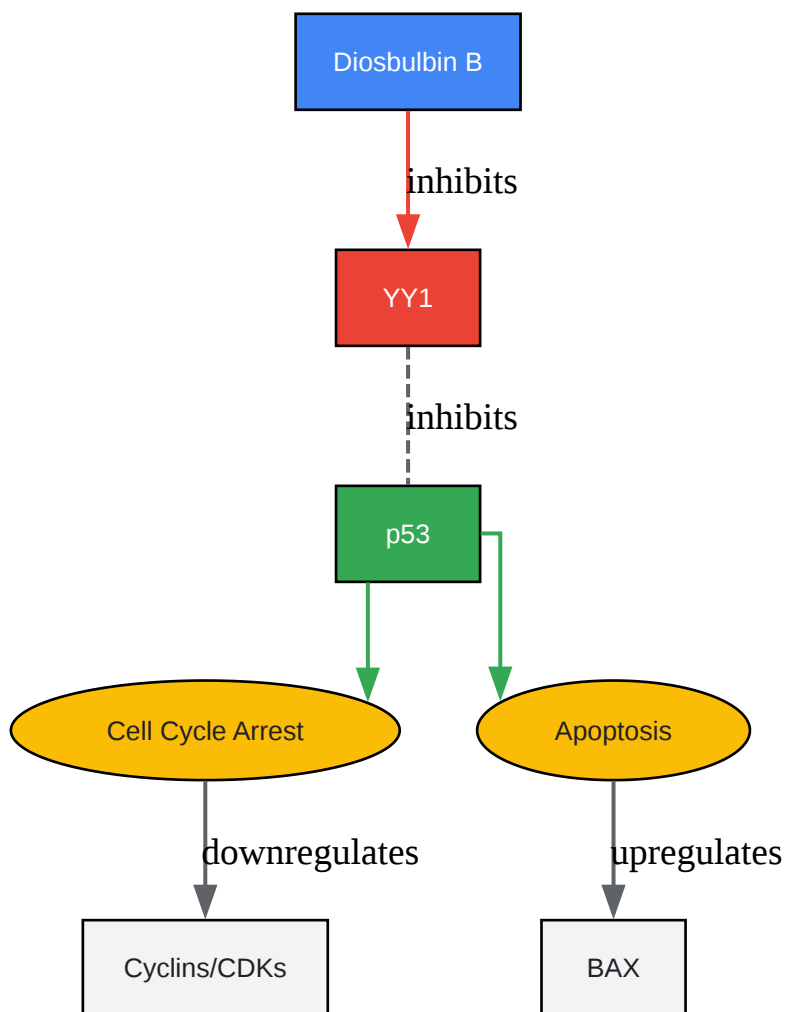 Diosbulbin B
inhibits
YY1
inhibits
p53
Cell Cycle Arrest
Apoptosis
downregulates
upregulates
Cyclins/CDKs
BAX